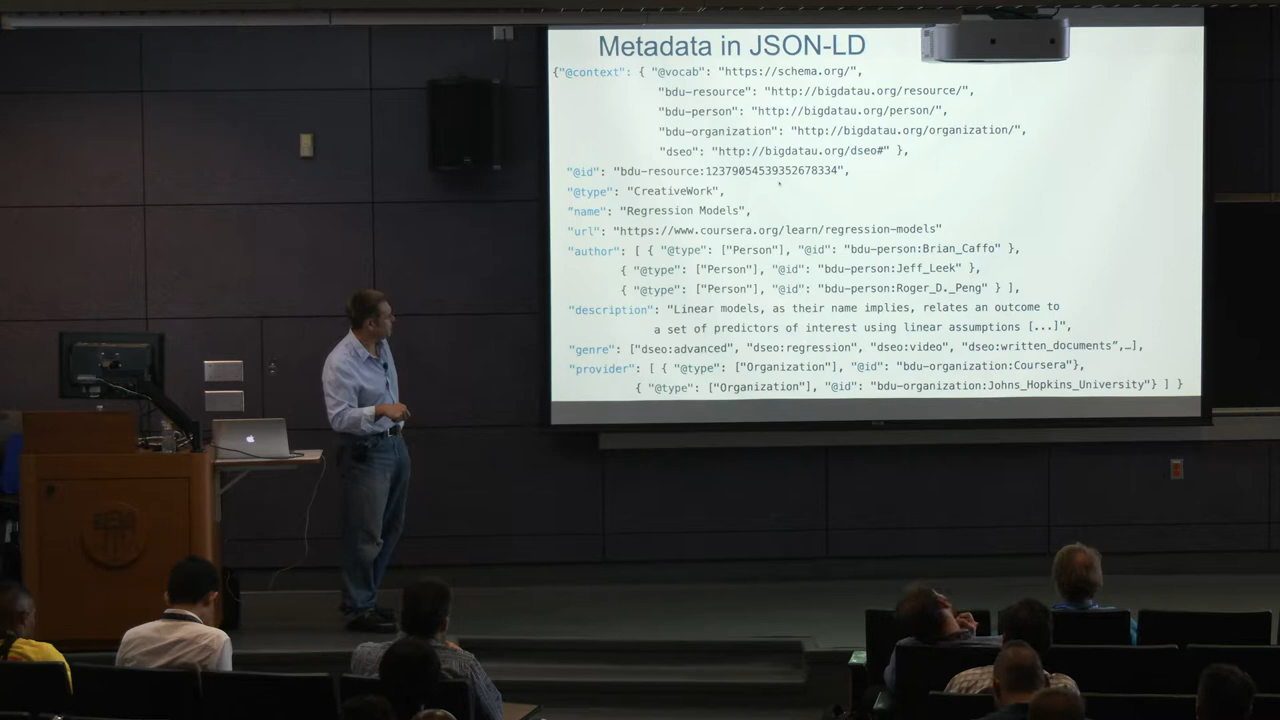 Metadata in JSON-LD
{"@context": { "@vocab": "https://schema.org/",
"bdu-resource": "http://bigdatau.org/resource/",
"bdu-person": "http://bigdatau.org/person/",
"bdu-organization": "http://bigdatau.org/organization/",
"dseo": "http://bigdatau.org/dseo#" },
"@id": "bdu-resource:12379054539352678334",
"@type": "CreativeWork",
"name": "Regression Models",
"url": "https://www.coursera.org/learn/regression-models"
"author": [ { "@type": ["Person"], "@id": "bdu-person:Brian_Caffo" },
{ "@type": ["Person"], "@id": "bdu-person:Jeff_Leek" },
{ "@type": ["Person"], "@id": "bdu-person:Roger_D._Peng" } ],
"description": "Linear models, as their name implies, relates an outcome to
a set of predictors of interest using linear assumptions [...]",
"genre": ["dseo:advanced", "dseo:regression", "dseo:video", "dseo:written_documents",…],
"provider": [ { "@type": ["Organization"], "@id": "bdu-organization:Coursera"},
{ "@type": ["Organization"], "@id": "bdu-organization:Johns_Hopkins_University"} ] }